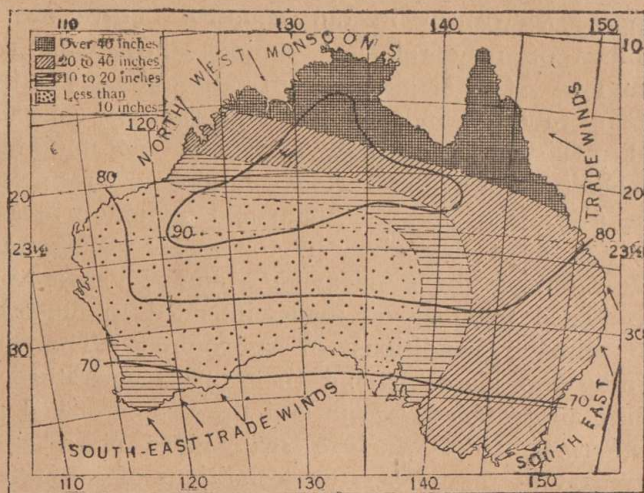 110 120 130 140 150
Over 40 inches
20 to 40 inches
10 to 20 inches
Less than
10 inches
NORTH WEST MONSOONS
10
120
80
20
20
TRADE WINDS
90
80
23½
23½
30
30
70
70
SOUTH-EAST TRADE WINDS
SOUTH EAST
110 120 130 140 150